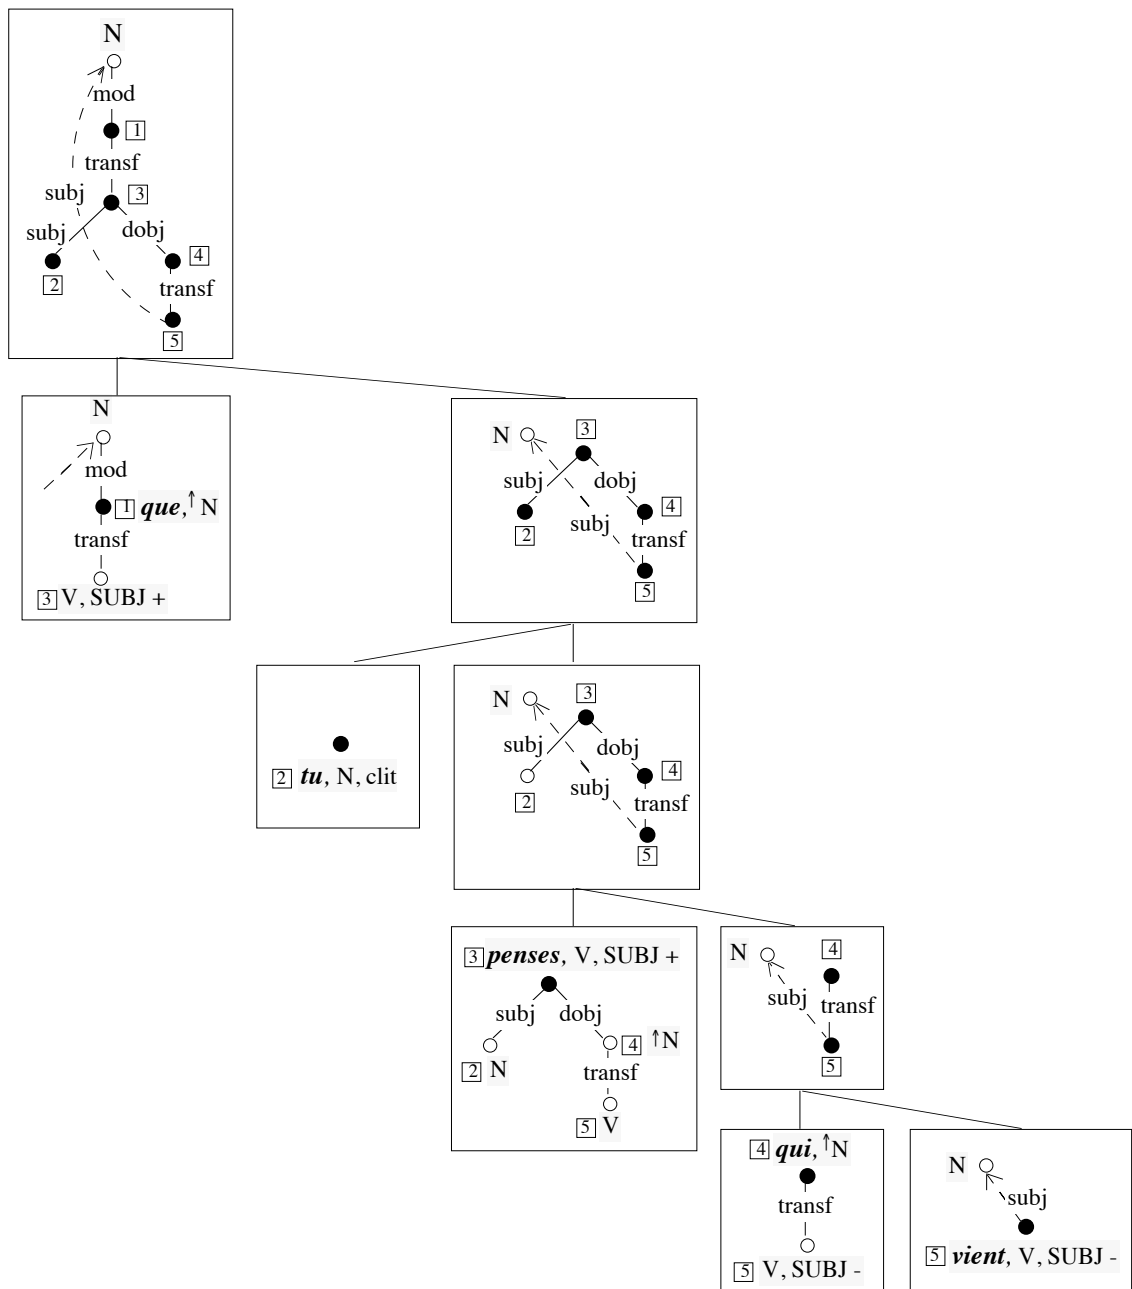 N
mod
1
transf
subj
3
subj
dobj
4
2
transf
5
N
mod
1 que, ↑N
transf
3 V, SUBJ +
N
3
subj
dobj
4
2
subj
transf
5
2 tu, N, clit
N
3
subj
dobj
4
2
subj
transf
5
3 penses, V, SUBJ +
subj
dobj
4 ↑N
2 N
transf
5 V
N
4
subj
transf
5
4 qui, ↑N
transf
5 V, SUBJ -
N
subj
5 vient, V, SUBJ -